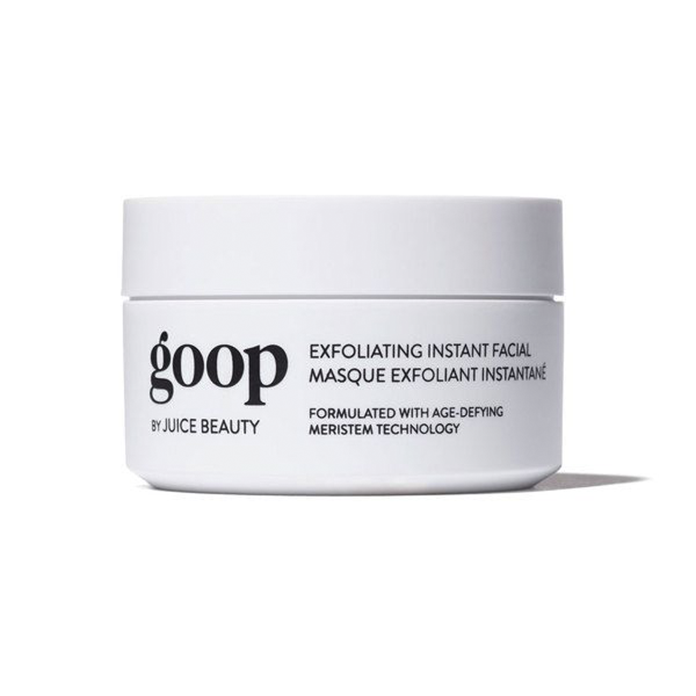 goop
BY JUICE BEAUTY
EXFOLIATING INSTANT FACIAL
MASQUE EXFOLIANT INSTANTANÉ
FORMULATED WITH AGE-DEFYING
MERISTEM TECHNOLOGY